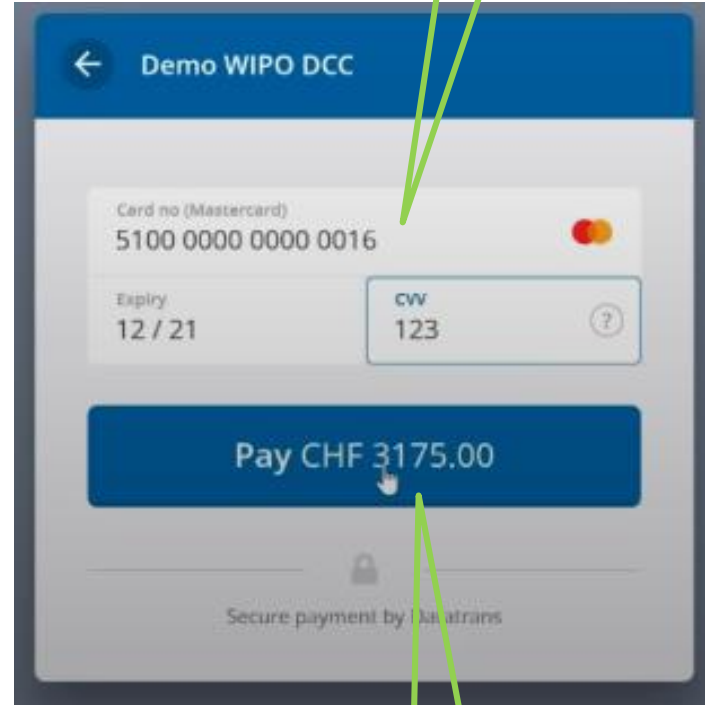 Demo WIPO DCC
Card no (Mastercard)
5100 0000 0000 0016
Expiry
12 / 21
CVV
123
?
Pay CHF 3175.00
Secure payment by Datatrans